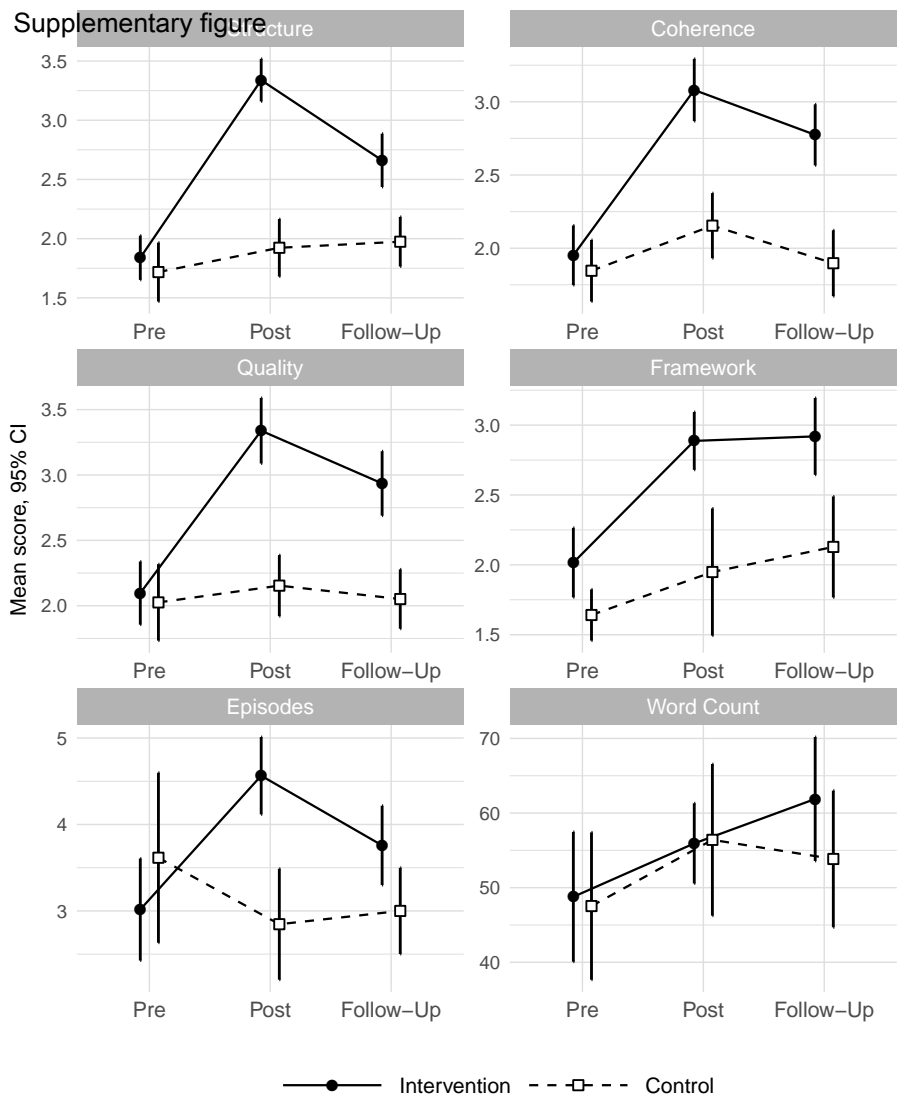 Supplementary figure
Structure
Coherence
3.5
3.0
2.5
2.0
1.5
3.0
2.5
2.0
Pre Post Follow−Up
Pre Post Follow−Up
Quality
Framework
Mean score, 95% CI
3.5
3.0
2.5
2.0
3.0
2.5
2.0
1.5
Pre Post Follow−Up
Pre Post Follow−Up
Episodes
Word Count
5
4
3
70
60
50
40
Pre Post Follow−Up
Pre Post Follow−Up
Intervention Control